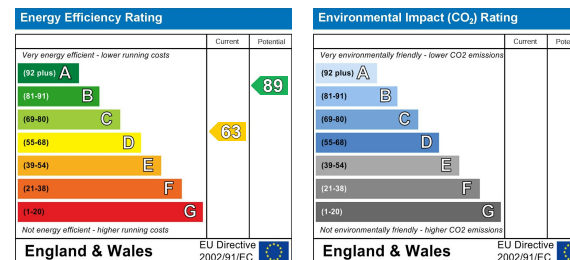 Energy Efficiency Rating
Current Potential
Very energy efficient - lower running costs
(92 plus) A
(81-91) B
(69-80) C
(55-68) D
(39-54) E
(21-38) F
(1-20) G
63
89
Not energy efficient - higher running costs
England & Wales
EU Directive
2002/91/EC
Environmental Impact (CO2) Rating
Current Pote
Very environmentally friendly - lower CO2 emissions
(92 plus) A
(81-91) B
(69-80) C
(55-68) D
(39-54) E
(21-38) F
(1-20) G
Not environmentally friendly - higher CO2 emissions
England & Wales
EU Directive
2002/91/EC